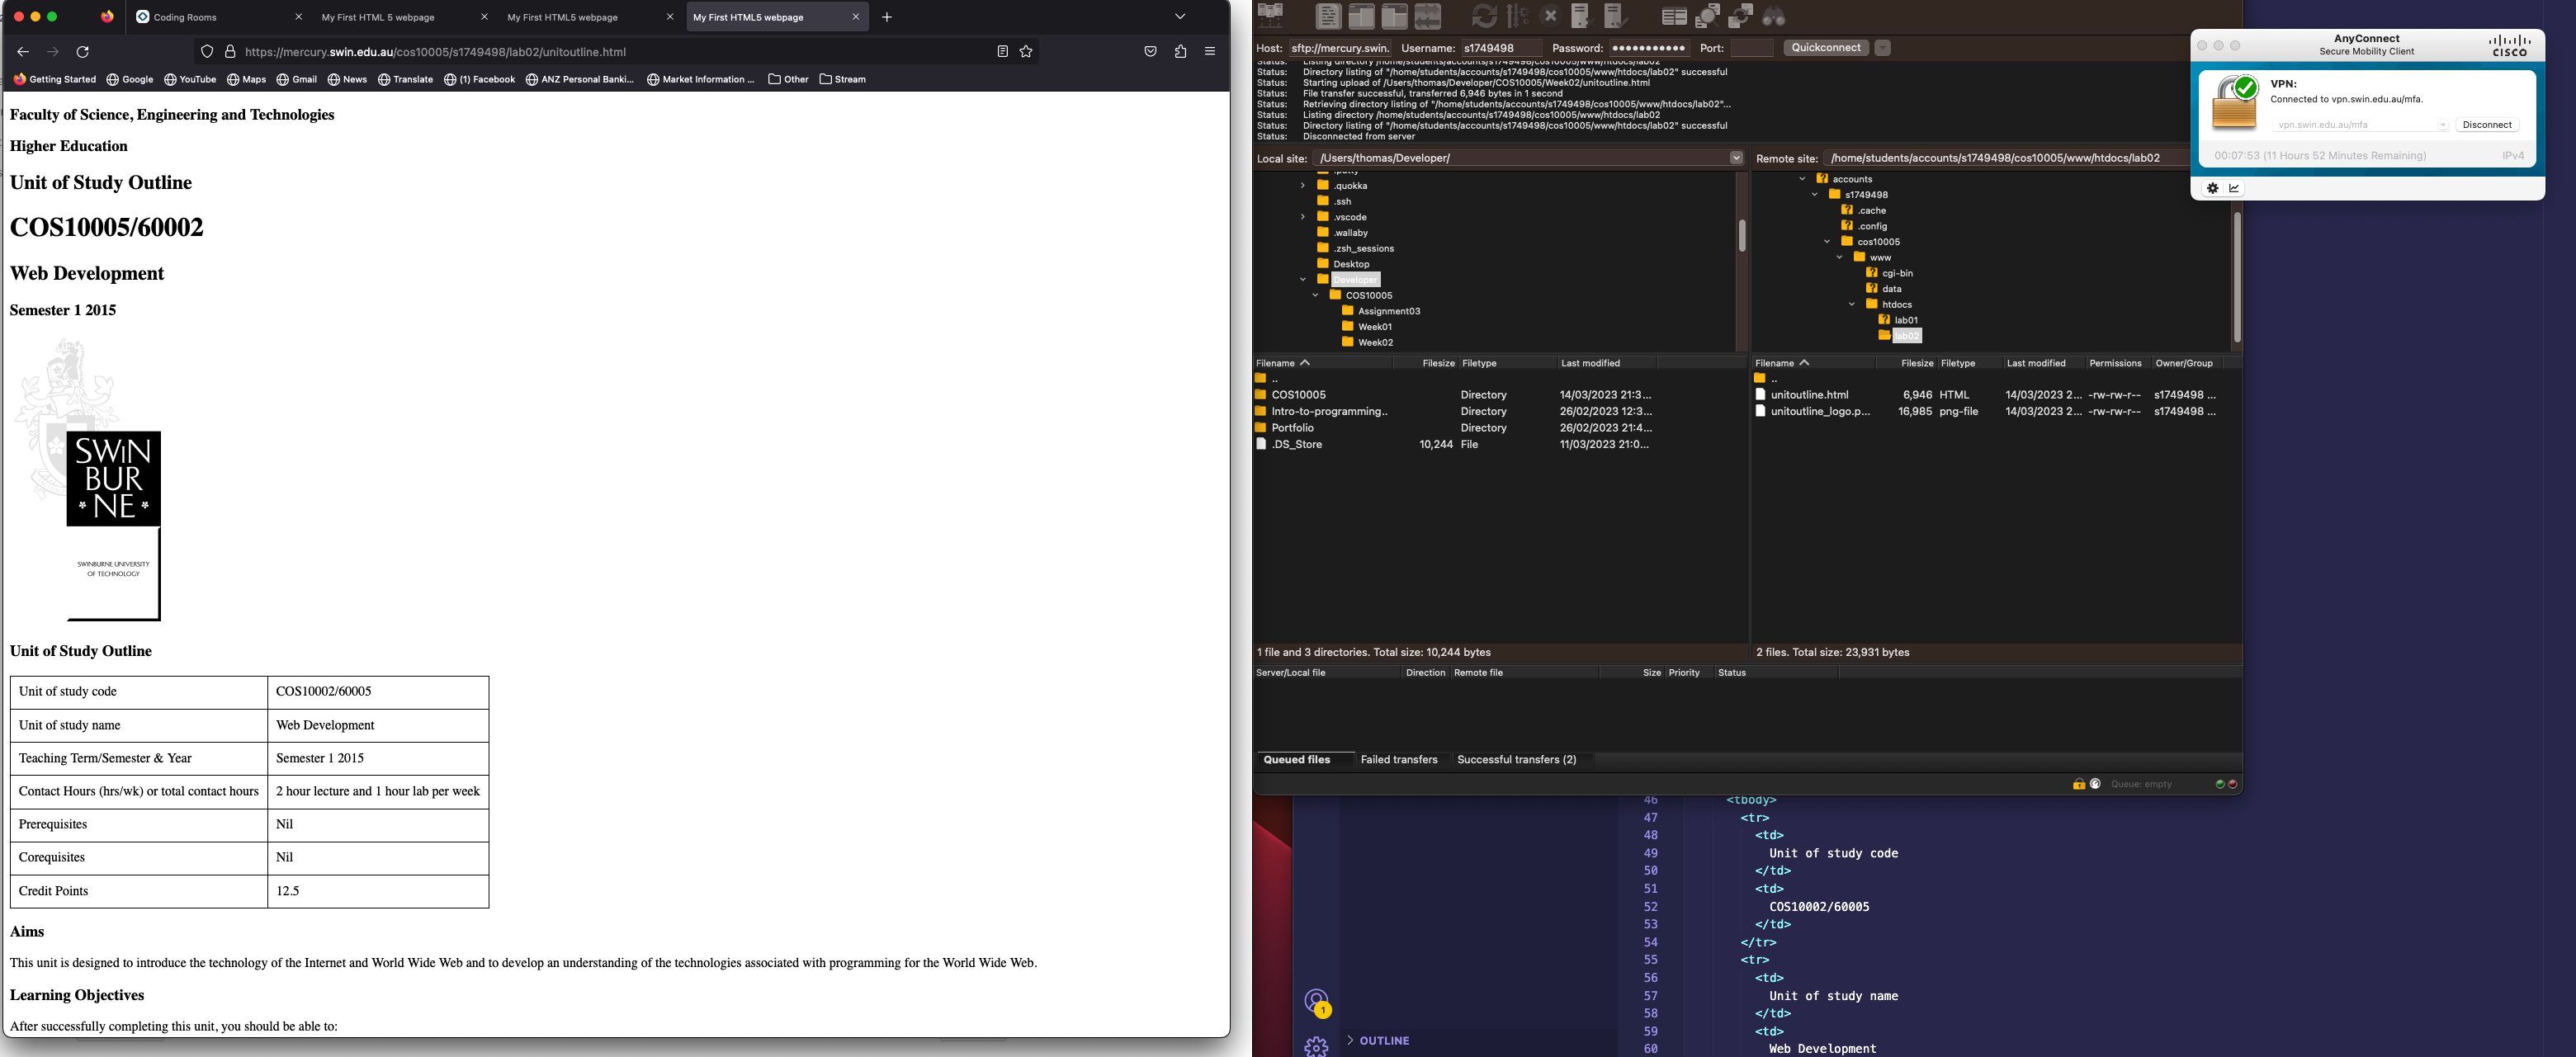 Coding Rooms
My First HTML 5 webpage
My First HTML5 webpage
My First HTML5 webpage
https://mercury.swin.edu.au/cos10005/s1749498/lab02/unitoutline.html
Getting Started Google YouTube Maps Gmail News Translate (1) Facebook ANZ Personal Banki... Market Information ... Other Stream
Faculty of Science, Engineering and Technologies
Higher Education
Unit of Study Outline
COS10005/60002
Web Development
Semester 1 2015
SWIN
BUR
NE
SWINBURNE UNIVERSITY
OF TECHNOLOGY
Unit of Study Outline
Unit of study code COS10002/60005
Unit of study name Web Development
Teaching Term/Semester & Year Semester 1 2015
Contact Hours (hrs/wk) or total contact hours 2 hour lecture and 1 hour lab per week
Prerequisites Nil
Corequisites Nil
Credit Points 12.5
Aims
This unit is designed to introduce the technology of the Internet and World Wide Web and to develop an understanding of the technologies associated with programming for the World Wide Web.
Learning Objectives
After successfully completing this unit, you should be able to:
Host: sftp://mercury.swin. Username: s1749498 Password: ●●●●●●●●●●● Port: Quickconnect
Status: Listing directory /home/students/accounts/s1749498/cos10005/www/htdocs/lab02
Status: Directory listing of "/home/students/accounts/s1749498/cos10005/www/htdocs/lab02" successful
Status: Starting upload of /Users/thomas/Developer/COS10005/Week02/unitoutline.html
Status: File transfer successful, transferred 6,946 bytes in 1 second
Status: Retrieving directory listing of "/home/students/accounts/s1749498/cos10005/www/htdocs/lab02"...
Status: Listing directory /home/students/accounts/s1749498/cos10005/www/htdocs/lab02
Status: Directory listing of "/home/students/accounts/s1749498/cos10005/www/htdocs/lab02" successful
Status: Disconnected from server
Local site: /Users/thomas/Developer/
.putty
.quokka
.ssh
.vscode
.wallaby
.zsh_sessions
Desktop
Developer
COS10005
Assignment03
Week01
Week02
Filename Filesize Filetype Last modified
..
COS10005 Directory 14/03/2023 21:3...
Intro-to-programming.. Directory 26/02/2023 12:3...
Portfolio Directory 26/02/2023 21:4...
.DS_Store 10,244 File 11/03/2023 21:0...
1 file and 3 directories. Total size: 10,244 bytes
Remote site: /home/students/accounts/s1749498/cos10005/www/htdocs/lab02
accounts
s1749498
.cache
.config
cos10005
www
cgi-bin
data
htdocs
lab01
lab02
Filename Filesize Filetype Last modified Permissions Owner/Group
..
unitoutline.html 6,946 HTML 14/03/2023 2... -rw-rw-r-- s1749498 ...
unitoutline_logo.p... 16,985 png-file 14/03/2023 2... -rw-rw-r-- s1749498 ...
2 files. Total size: 23,931 bytes
Server/Local file Direction Remote file Size Priority Status
Queued files Failed transfers Successful transfers (2)
Queue: empty
AnyConnect
Secure Mobility Client
CISCO
VPN:
Connected to vpn.swin.edu.au/mfa.
vpn.swin.edu.au/mfa Disconnect
00:07:53 (11 Hours 52 Minutes Remaining) IPv4
46 <tbody>
47 <tr>
48 <td>
49 Unit of study code
50 </td>
51 <td>
52 COS10002/60005
53 </td>
54 </tr>
55 <tr>
56 <td>
57 Unit of study name
58 </td>
59 <td>
60 Web Development
1
OUTLINE